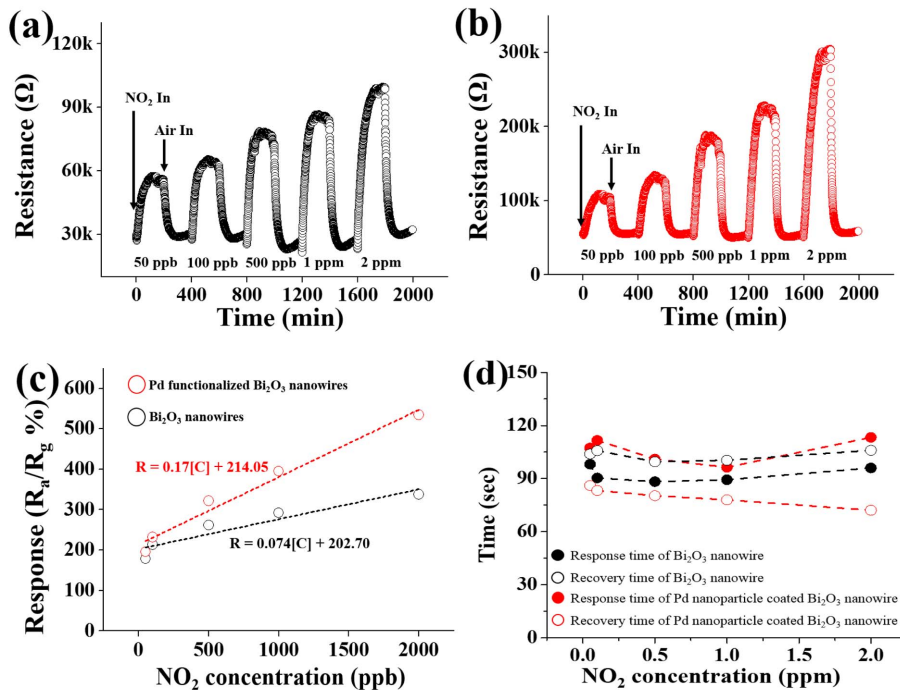 (a)
120k
90k
60k
30k
Resistance (Ω)
NO₂ In
Air In
50 ppb
100 ppb
500 ppb
1 ppm
2 ppm
0
400
800
1200
1600
2000
Time (min)
(b)
300k
200k
100k
0
Resistance (Ω)
NO₂ In
Air In
50 ppb
100 ppb
500 ppb
1 ppm
2 ppm
0
400
800
1200
1600
2000
Time (min)
(c)
600
500
400
300
200
100
0
Response (Rₐ/R_g %)
Pd functionalized Bi₂O₃ nanowires
Bi₂O₃ nanowires
R = 0.17[C] + 214.05
R = 0.074[C] + 202.70
0
500
1000
1500
2000
NO₂ concentration (ppb)
(d)
150
120
90
60
30
0
Time (sec)
Response time of Bi₂O₃ nanowire
Recovery time of Bi₂O₃ nanowire
Response time of Pd nanoparticle coated Bi₂O₃ nanowire
Recovery time of Pd nanoparticle coated Bi₂O₃ nanowire
0.0
0.5
1.0
1.5
2.0
NO₂ concentration (ppm)